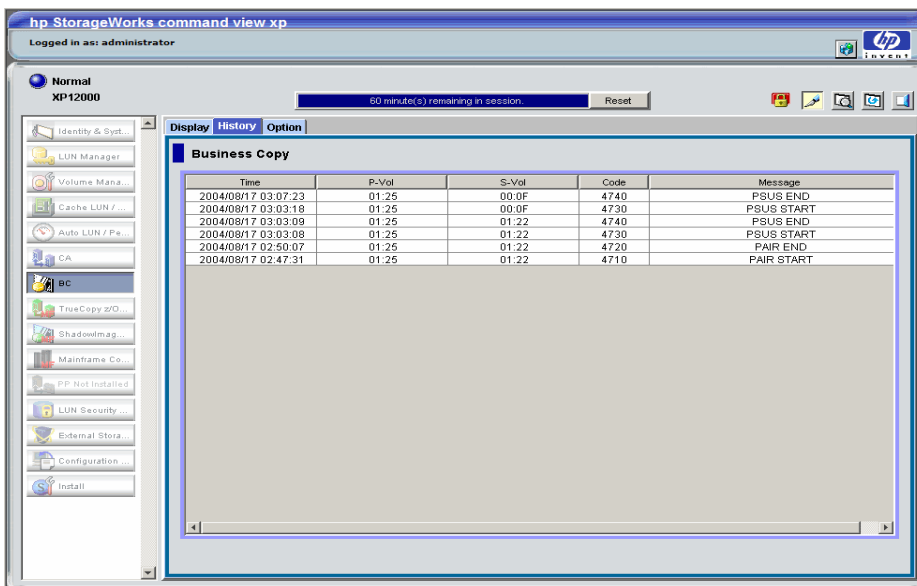 hp StorageWorks command view xp
Logged in as: administrator
hp
invent
Normal
XP12000
60 minute(s) remaining in session. Reset
Identity & Syst...
LUN Manager
Volume Mana...
Cache LUN / ...
Auto LUN / Pe...
CA
BC
TrueCopy z/O...
ShadowImag...
Mainframe Co...
PP Not Installed
LUN Security ...
External Stora...
Configuration ...
Install
Display History Option
Business Copy
Time P-Vol S-Vol Code Message
2004/08/17 03:07:23 01:25 00:0F 4740 PSUS END
2004/08/17 03:03:18 01:25 00:0F 4730 PSUS START
2004/08/17 03:03:09 01:25 01:22 4740 PSUS END
2004/08/17 03:03:08 01:25 01:22 4730 PSUS START
2004/08/17 02:50:07 01:25 01:22 4720 PAIR END
2004/08/17 02:47:31 01:25 01:22 4710 PAIR START